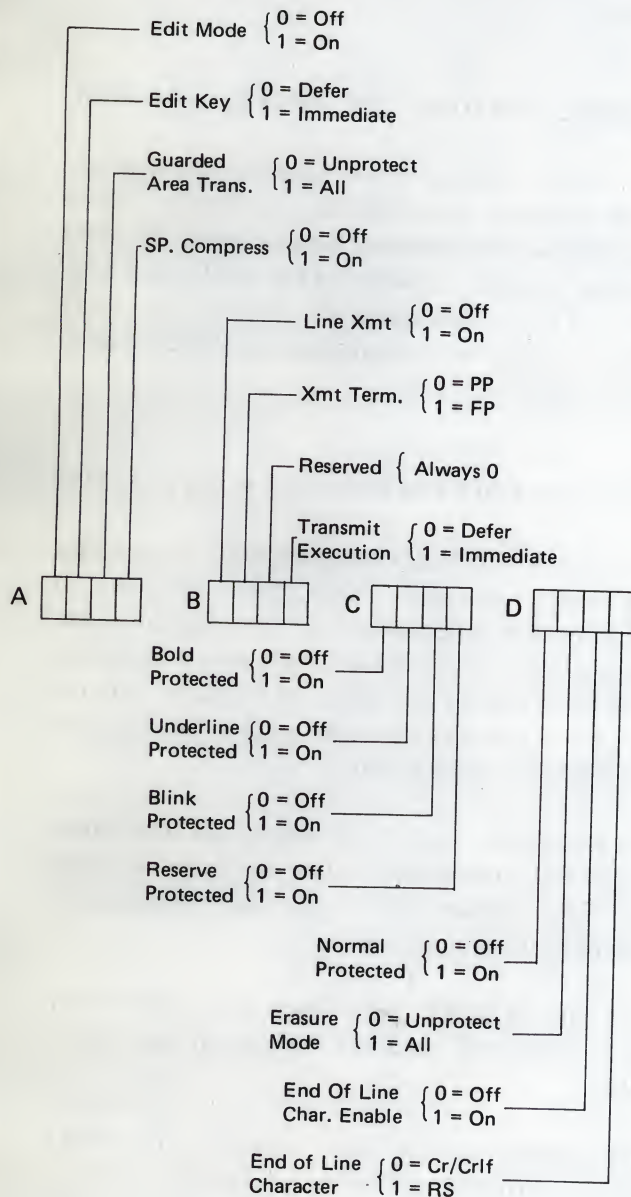 Edit Mode { 0 = Off
1 = On
Edit Key { 0 = Defer
1 = Immediate
Guarded { 0 = Unprotect
Area Trans. 1 = All
SP. Compress { 0 = Off
1 = On
Line Xmt { 0 = Off
1 = On
Xmt Term. { 0 = PP
1 = FP
Reserved { Always 0
Transmit { 0 = Defer
Execution 1 = Immediate
A B C D
Bold { 0 = Off
Protected 1 = On
Underline { 0 = Off
Protected 1 = On
Blink { 0 = Off
Protected 1 = On
Reserve { 0 = Off
Protected 1 = On
Normal { 0 = Off
Protected 1 = On
Erasure { 0 = Unprotect
Mode 1 = All
End Of Line { 0 = Off
Char. Enable 1 = On
End of Line { 0 = Cr/Crlf
Character 1 = RS